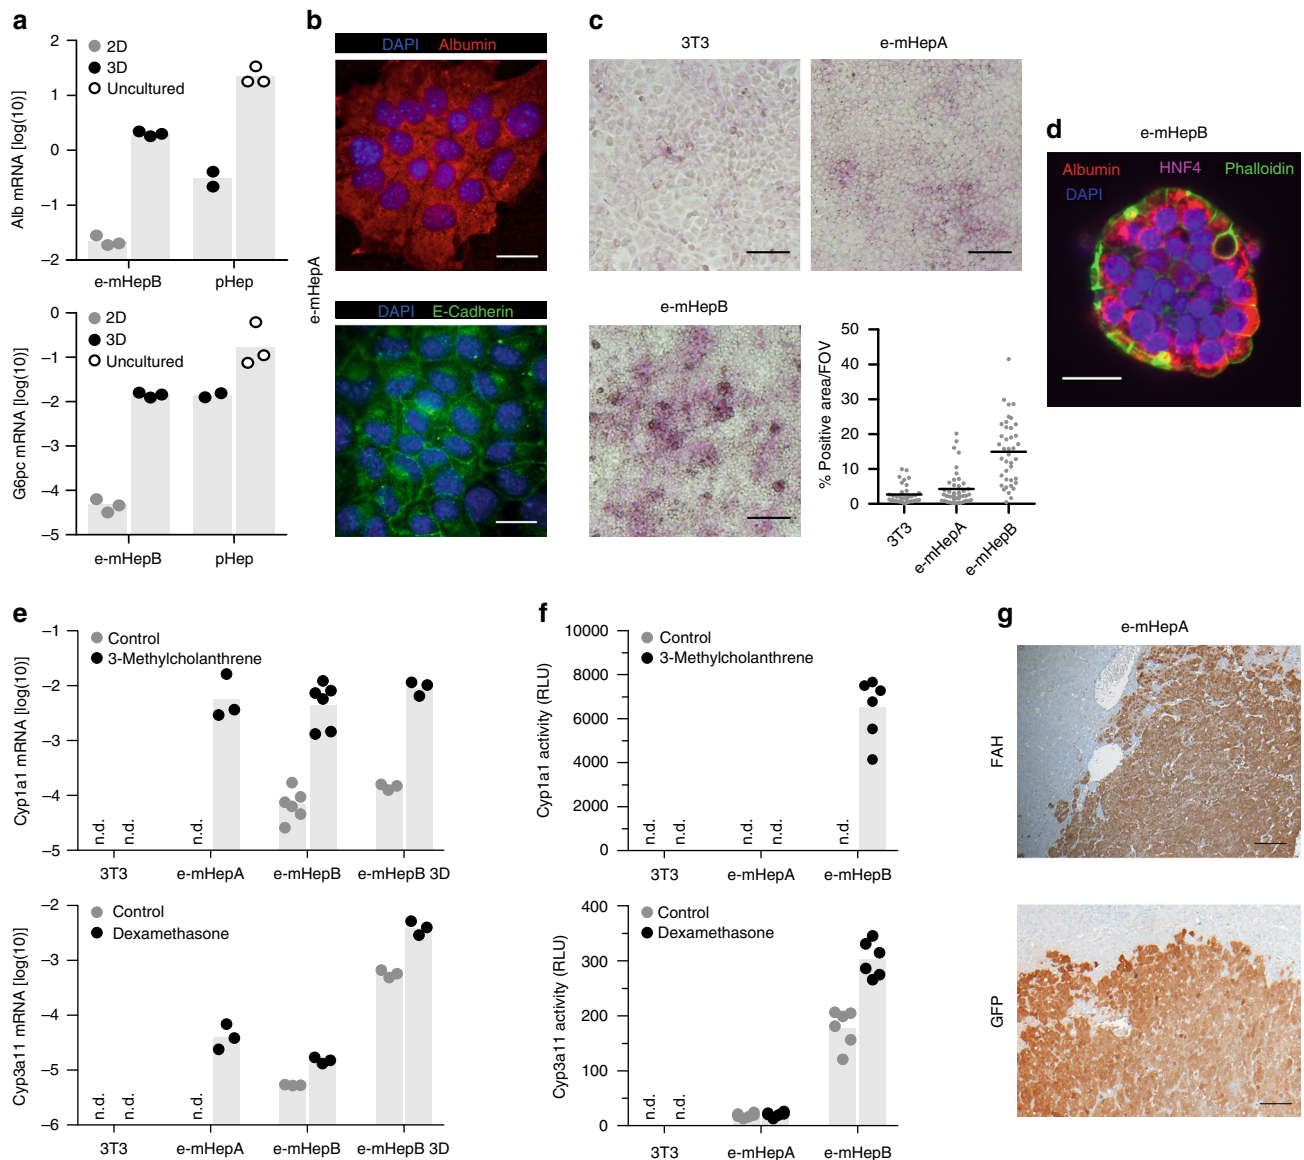 a
2D
3D
Uncultured
Alb mRNA [log(10)]
2
1
0
–1
–2
e-mHepB
pHep
2D
3D
Uncultured
G6pc mRNA [log(10)]
0
–1
–2
–3
–4
–5
e-mHepB
pHep
b
e-mHepA
DAPI Albumin
DAPI E-Cadherin
c
3T3
e-mHepA
e-mHepB
% Positive area/FOV
50
40
30
20
10
0
3T3
e-mHepA
e-mHepB
d
e-mHepB
Albumin HNF4 Phalloidin
DAPI
e
Control
3-Methylcholanthrene
Cyp1a1 mRNA [log(10)]
–1
–2
–3
–4
–5
n.d.
n.d.
n.d.
3T3
e-mHepA
e-mHepB
e-mHepB 3D
Control
Dexamethasone
Cyp3a11 mRNA [log(10)]
–2
–3
–4
–5
–6
n.d.
n.d.
n.d.
3T3
e-mHepA
e-mHepB
e-mHepB 3D
f
Control
3-Methylcholanthrene
Cyp1a1 activity (RLU)
10000
8000
6000
4000
2000
0
n.d.
n.d.
n.d.
n.d.
n.d.
3T3
e-mHepA
e-mHepB
Control
Dexamethasone
Cyp3a11 activity (RLU)
400
300
200
100
0
n.d.
n.d.
3T3
e-mHepA
e-mHepB
g
e-mHepA
FAH
GFP